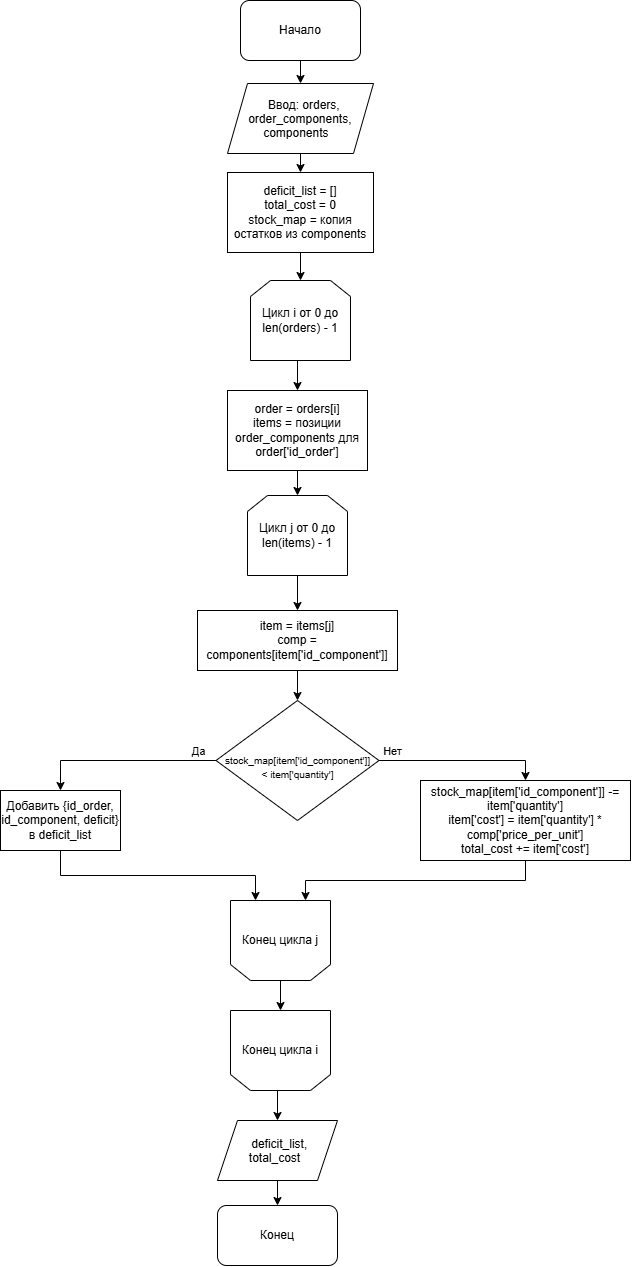 Начало
Ввод: orders,
order_components,
components
deficit_list = []
total_cost = 0
stock_map = копия
остатков из components
Цикл i от 0 до
len(orders) - 1
order = orders[i]
items = позиции
order_components для
order['id_order']
Цикл j от 0 до
len(items) - 1
item = items[j]
comp =
components[item['id_component']]
stock_map[item['id_component']]
< item['quantity']
Да
Нет
Добавить {id_order,
id_component, deficit}
в deficit_list
stock_map[item['id_component']] -=
item['quantity']
item['cost'] = item['quantity'] *
comp['price_per_unit']
total_cost += item['cost']
Конец цикла j
Конец цикла i
deficit_list,
total_cost
Конец